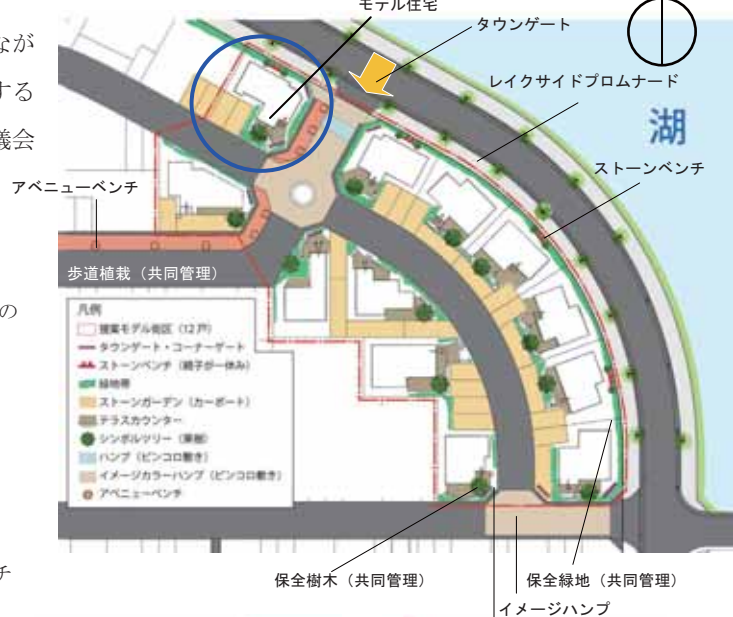 なが
する
義会
の
チ
モデル住宅
タウンゲート
レイクサイドプロムナード
湖
ストーンベンチ
アベニューベンチ
歩道植栽（共同管理）
凡例
提案モデル街区（12戸）
タウンゲート・コーナーゲート
ストーンベンチ（親子が一休み）
緑地帯
ストーンガーデン（カーポート）
テラスカウンター
シンボルツリー（果樹）
ハンプ（ピンコロ敷き）
イメージカラーハンプ（ピンコロ敷き）
アベニューベンチ
保全樹木（共同管理）
保全緑地（共同管理）
イメージハンプ